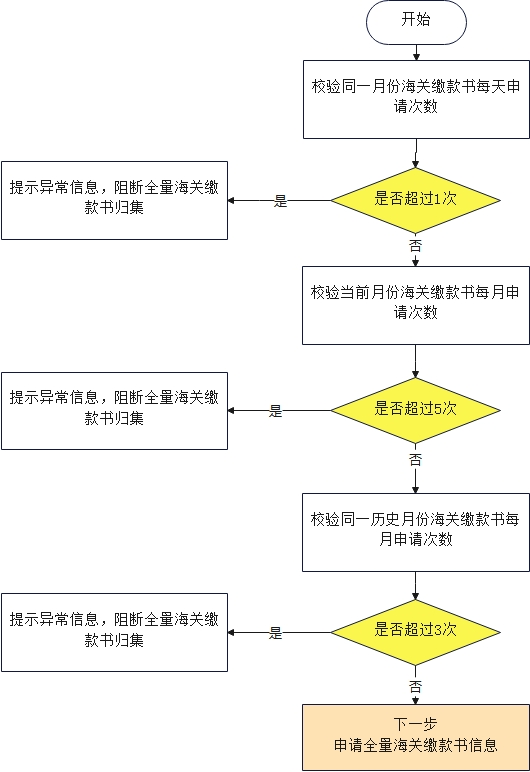 开始
校验同一月份海关缴款书每天申
请次数
是否超过1次
是
提示异常信息，阻断全量海关缴
款书归集
否
校验当前月份海关缴款书每月申
请次数
是否超过5次
是
提示异常信息，阻断全量海关缴
款书归集
否
校验同一历史月份海关缴款书每
月申请次数
是否超过3次
是
提示异常信息，阻断全量海关缴
款书归集
否
下一步
申请全量海关缴款书信息